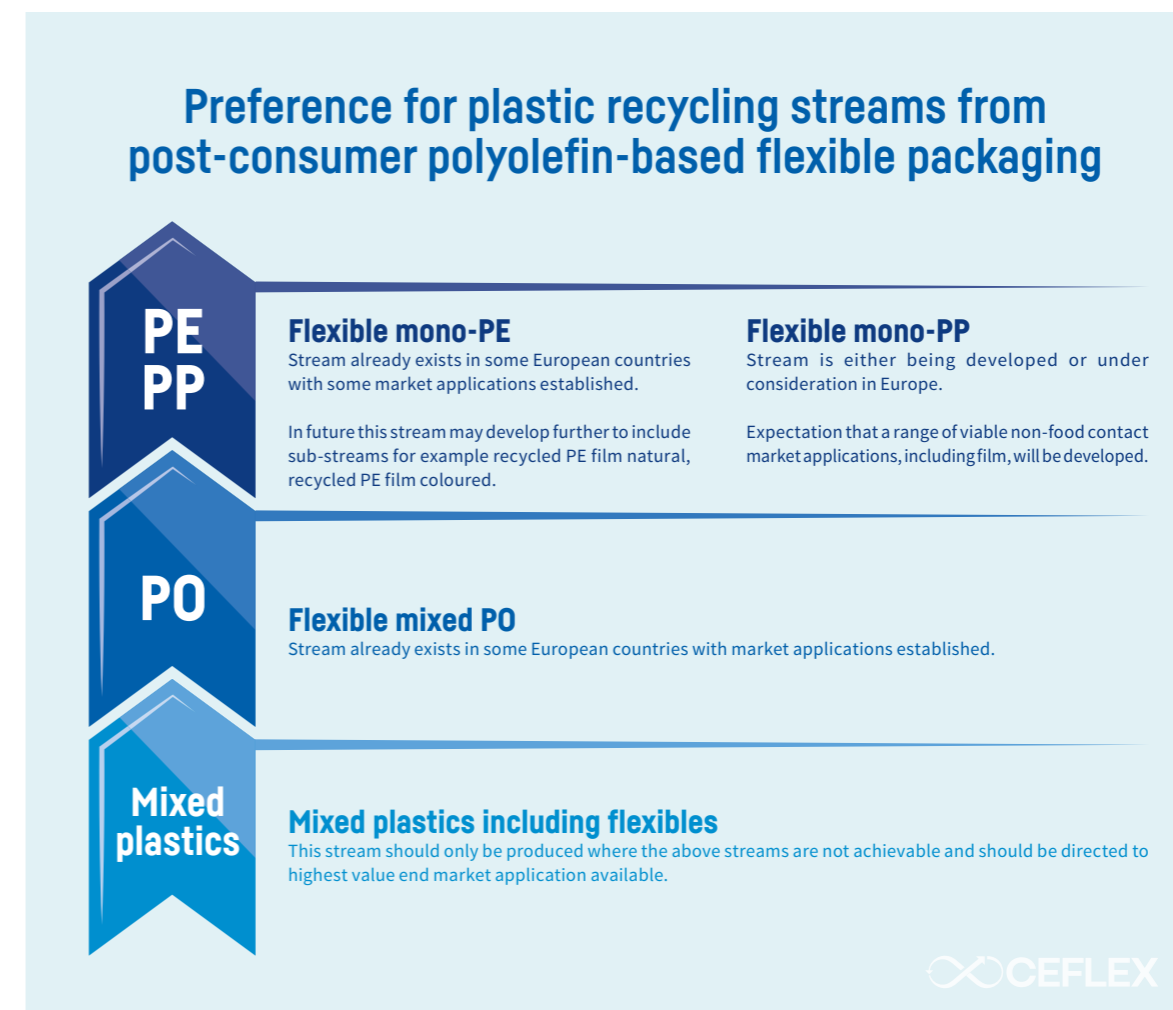 Preference for plastic recycling streams from
post-consumer polyolefin-based flexible packaging
PE
PP
Flexible mono-PE
Stream already exists in some European countries
with some market applications established.
In future this stream may develop further to include
sub-streams for example recycled PE film natural,
recycled PE film coloured.
Flexible mono-PP
Stream is either being developed or under
consideration in Europe.
Expectation that a range of viable non-food contact
market applications, including film, will be developed.
PO
Flexible mixed PO
Stream already exists in some European countries with market applications established.
Mixed
plastics
Mixed plastics including flexibles
This stream should only be produced where the above streams are not achievable and should be directed to
highest value end market application available.
CEFLEX